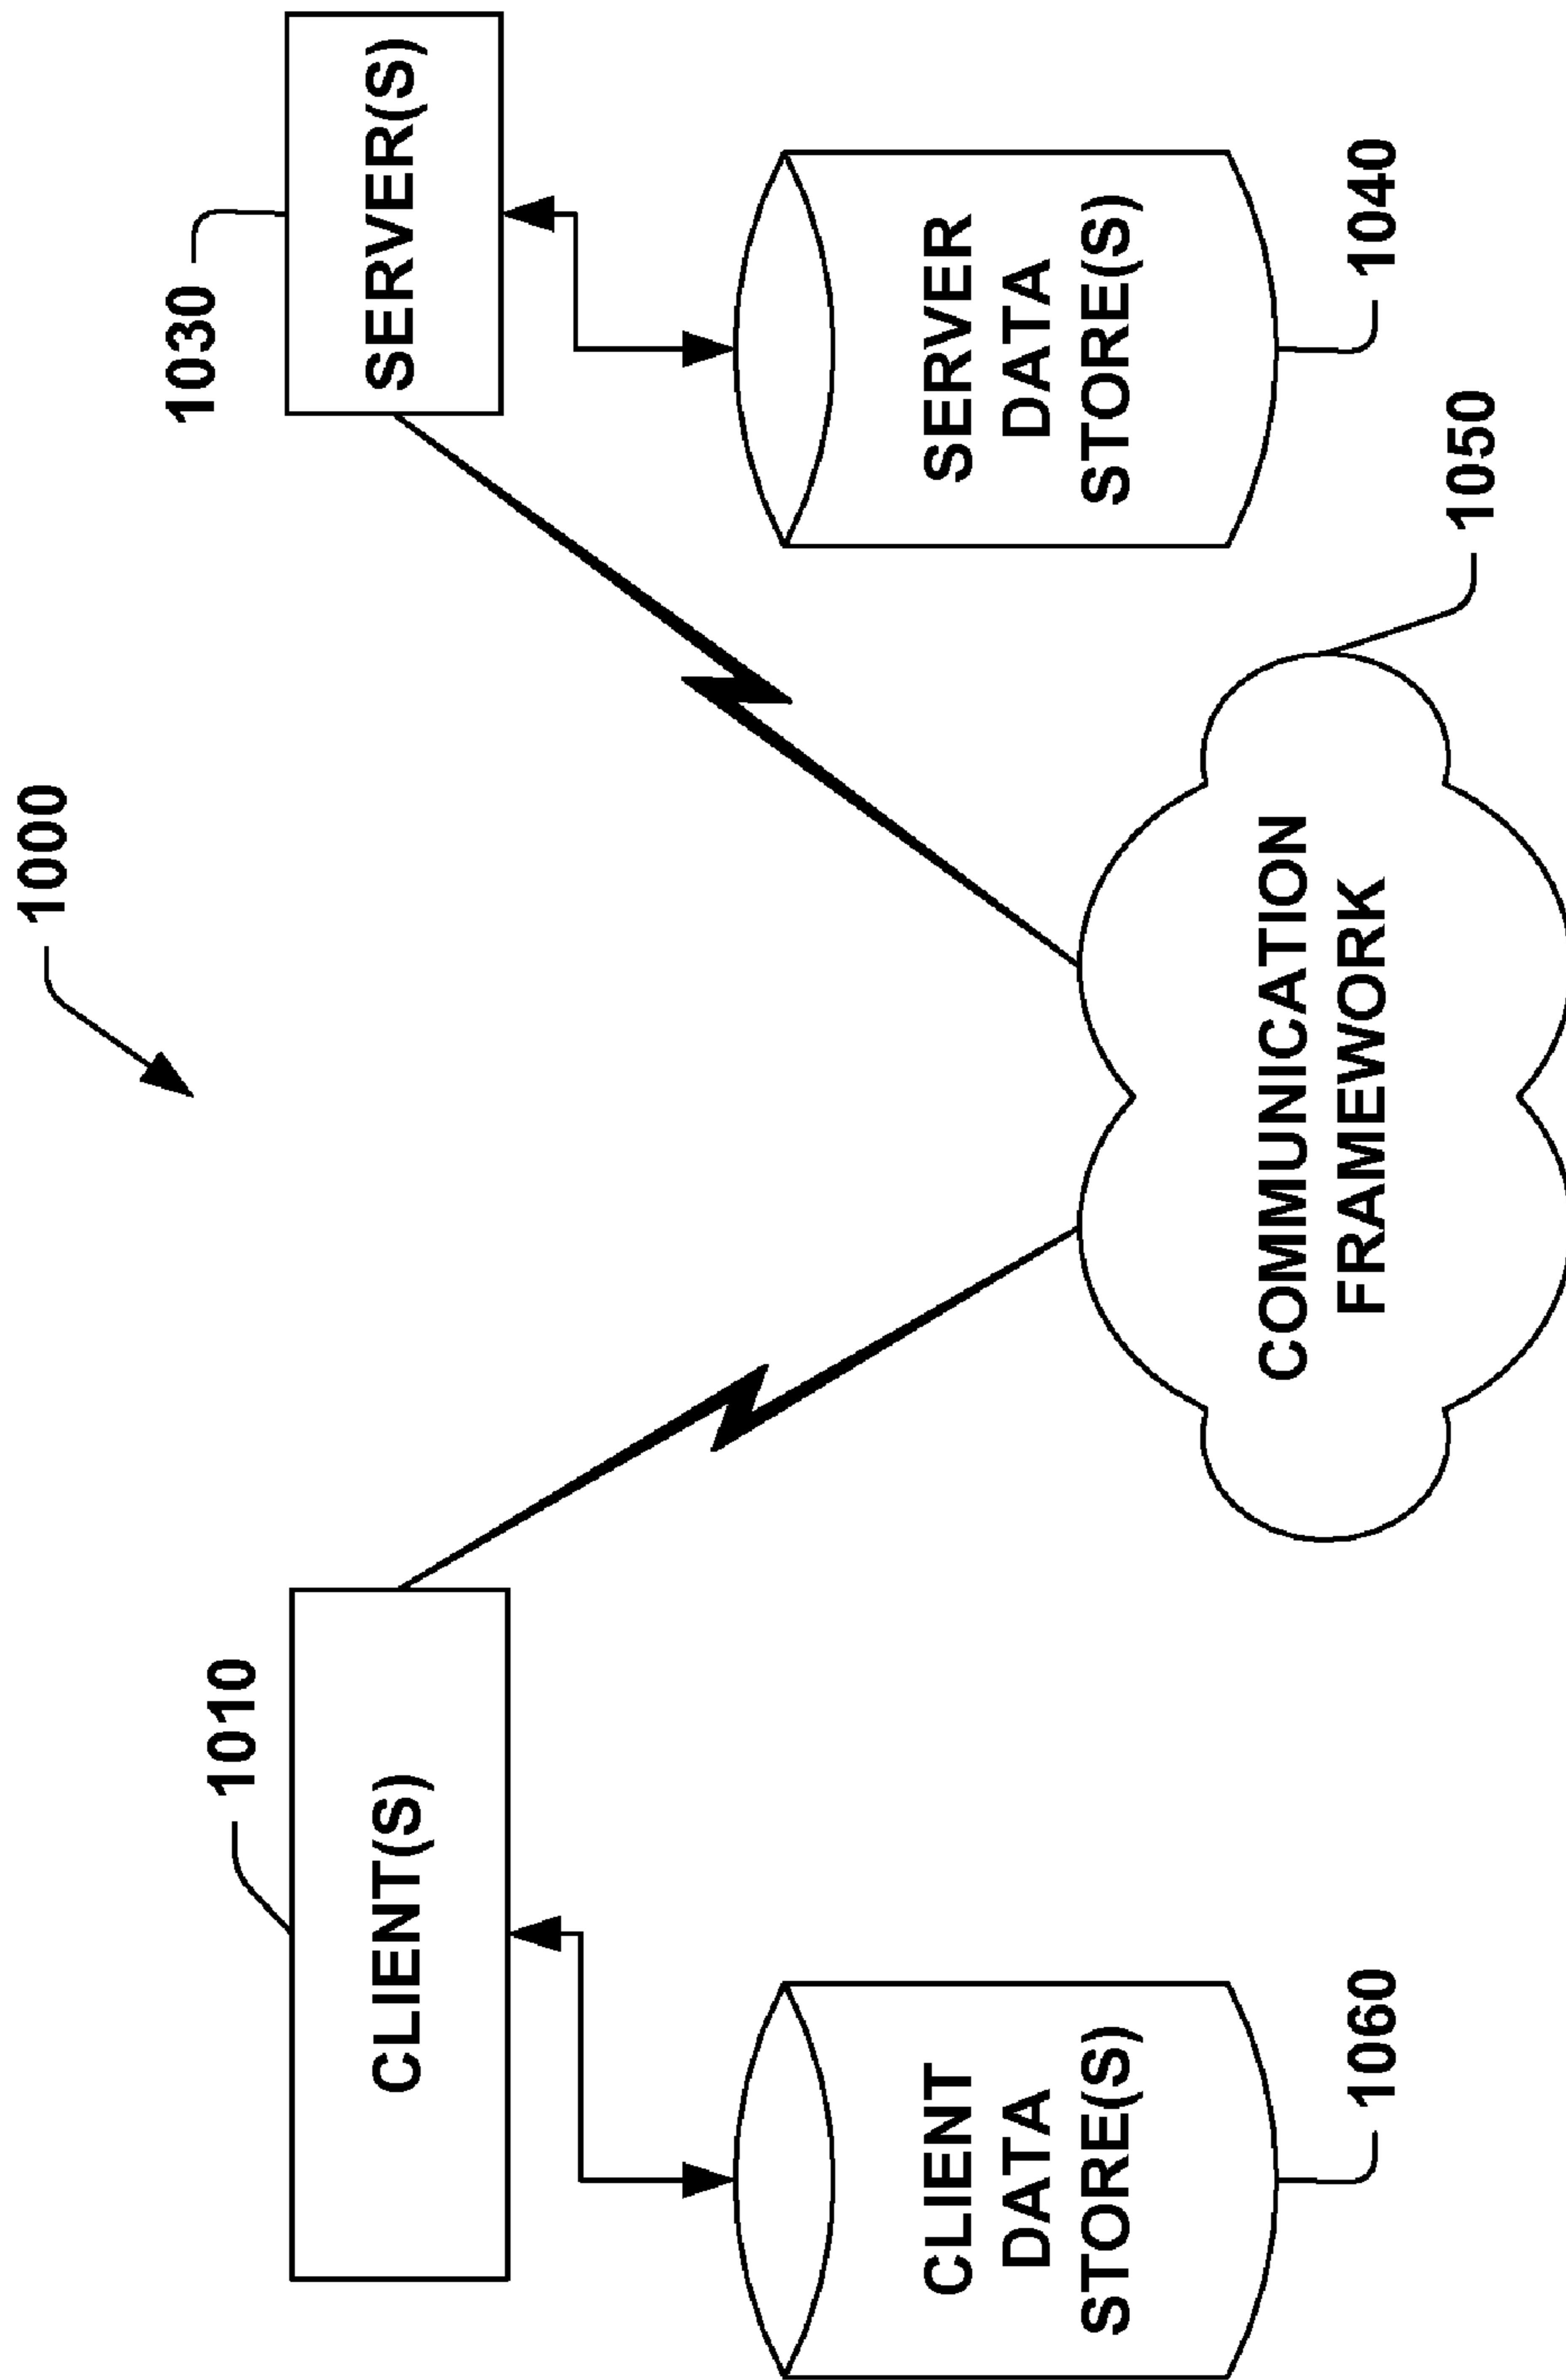 1000
1010
1030
CLIENT(S)
SERVER(S)
CLIENT
DATA
STORE(S)
SERVER
DATA
STORE(S)
COMMUNICATION
FRAMEWORK
1060
1040
1050